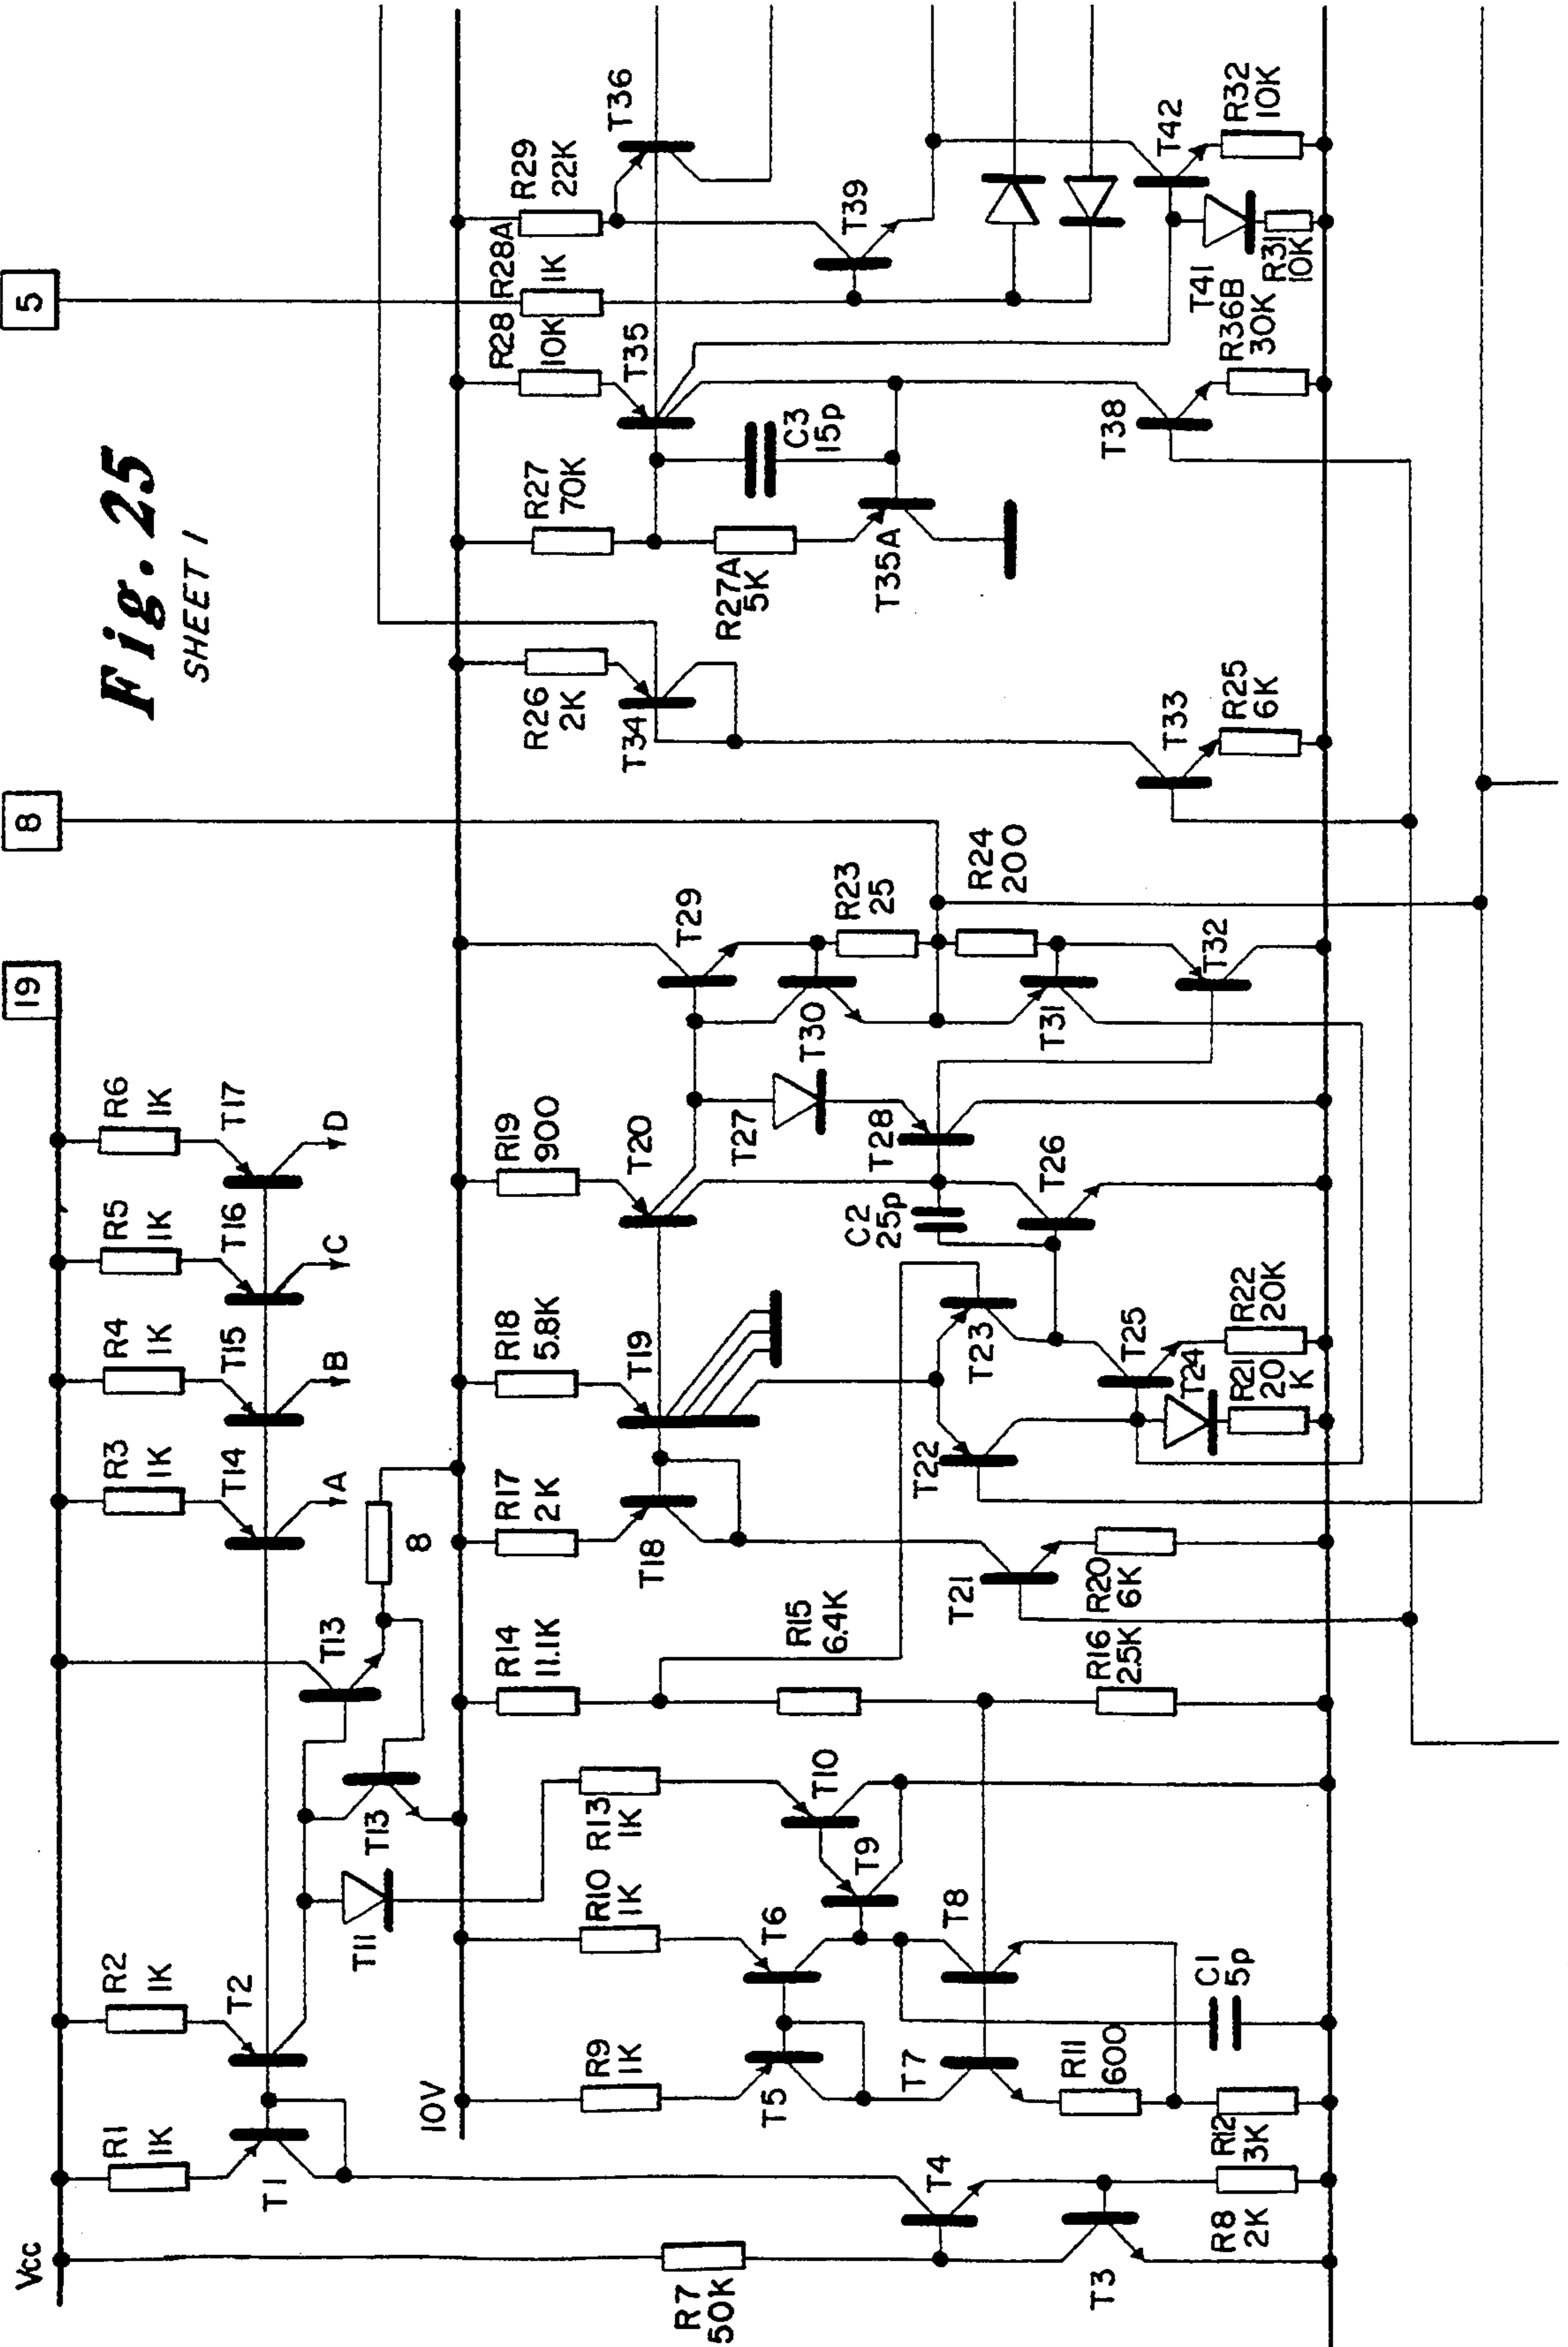 Fig. 25
SHEET 1
Vcc
19
8
5
R1
1K
R2
1K
R3
1K
R4
1K
R5
1K
R6
1K
T1
T2
T14
T15
T16
T17
A
B
C
D
T11
T13
T13
8
10V
R9
1K
R10
1K
R13
1K
R14
11.1K
R17
2K
R18
5.8K
R19
900
R26
2K
R27
70K
R28
10K
R28A
1K
R29
22K
T5
T6
T9
T10
T18
T19
T20
T29
T34
T35
T36
R7
50K
T4
T7
T8
R15
6.4K
T27
T30
R23
25
R27A
5K
C3
15p
T39
T35A
C2
25p
T28
T26
T31
R24
200
T32
T3
R8
2K
R11
600
R12
3K
C1
5p
R16
25K
T21
R20
6K
T22
T23
T24
T25
R21
20
K
R22
20K
T33
R25
6K
T38
R36B
30K
T41
R31
10K
T42
R32
10K